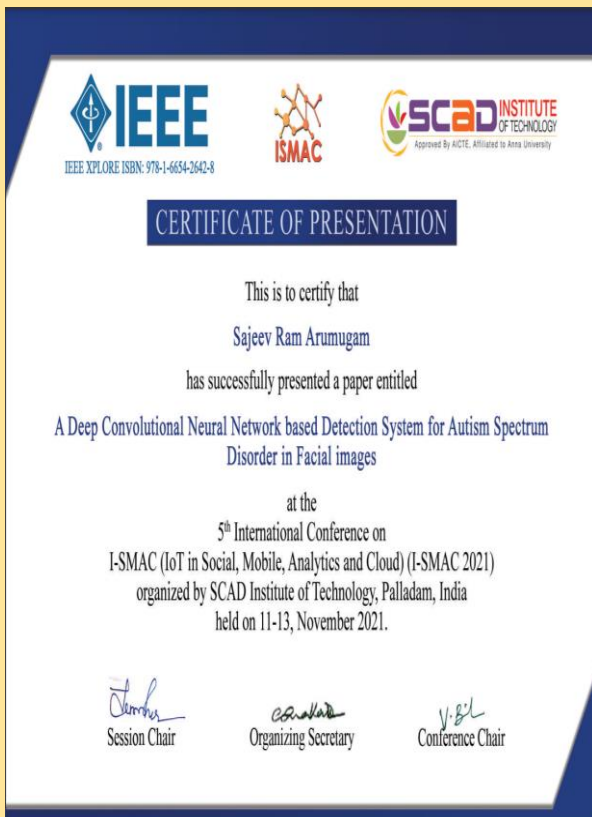 IEEE
IEEE XPLORE ISBN: 978-1-6654-2642-8
ISMAC
SCAD INSTITUTE
OF TECHNOLOGY
Approved By AICTE, Affiliated to Anna University
CERTIFICATE OF PRESENTATION
This is to certify that
Sajeev Ram Arumugam
has successfully presented a paper entitled
A Deep Convolutional Neural Network based Detection System for Autism Spectrum
Disorder in Facial images
at the
5th International Conference on
I-SMAC (IoT in Social, Mobile, Analytics and Cloud) (I-SMAC 2021)
organized by SCAD Institute of Technology, Palladam, India
held on 11-13, November 2021.
Session Chair
Organizing Secretary
Conference Chair